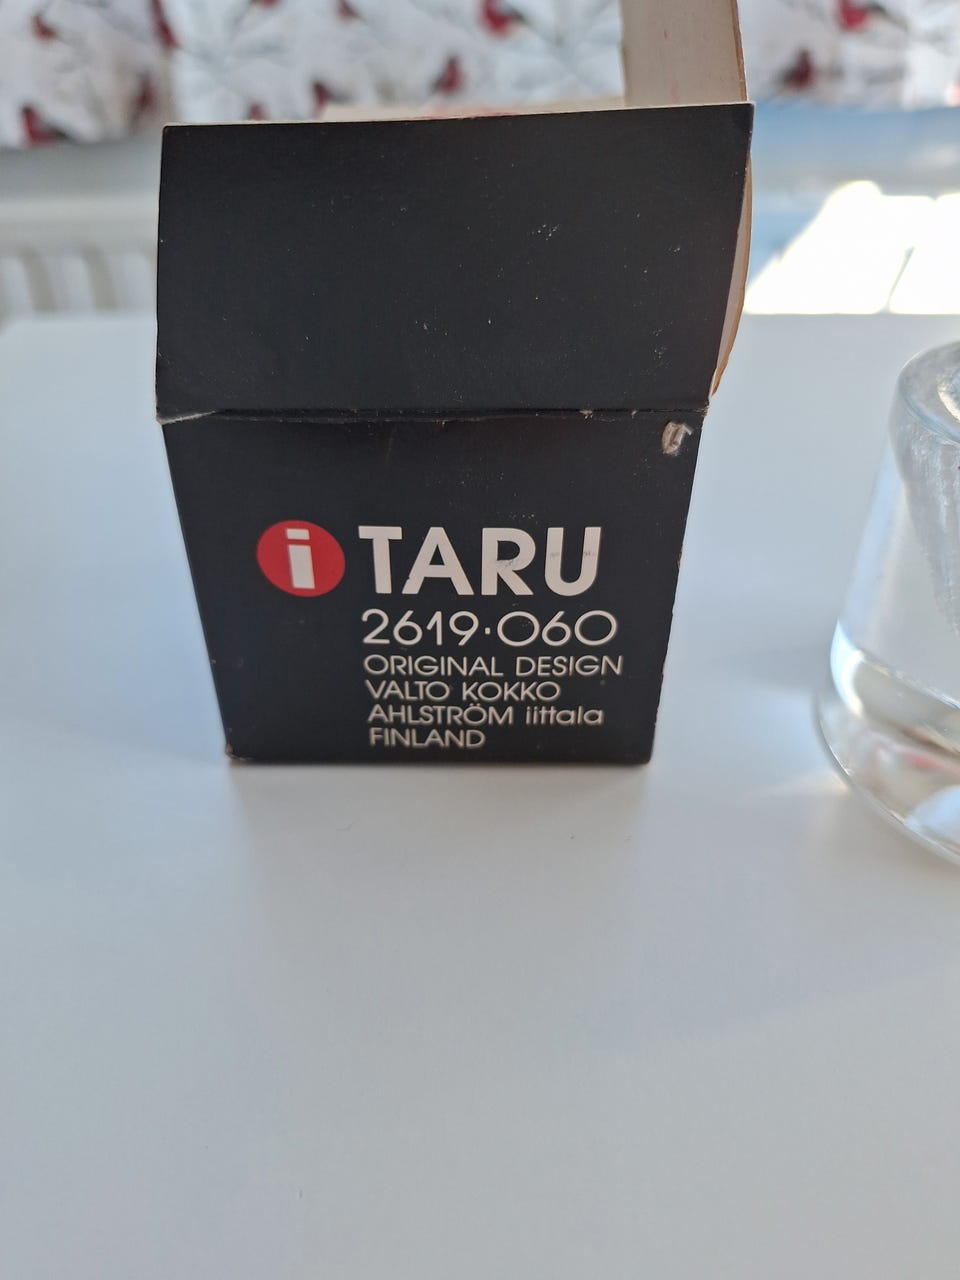 i TARU
2619·060
ORIGINAL DESIGN
VALTO KOKKO
AHLSTRÖM iittala
FINLAND